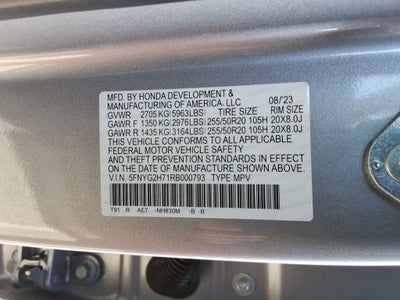 MFD. BY HONDA DEVELOPMENT & 08/'23
MANUFACTURING OF AMERICA, LLC
GVWR 2705 KG(5963LBS) TIRE SIZE RIM SIZE
GAWR F 1350 KG(2976LBS) 255/50R20 105H 20X8.0J
GAWR R 1435 KG(3164LBS) 255/50R20 105H 20X8.0J
THIS VEHICLE CONFORMS TO ALL APPLICABLE
FEDERAL MOTOR VEHICLE SAFETY
AND THEFT PREVENTION STANDARDS IN EFFECT ON
THE DATE OF MANUFACTURE SHOWN ABOVE.
V.I.N. 5FNYG2H71RB000793 TYPE MPV
T91 R AE7 -NH830M -B -B